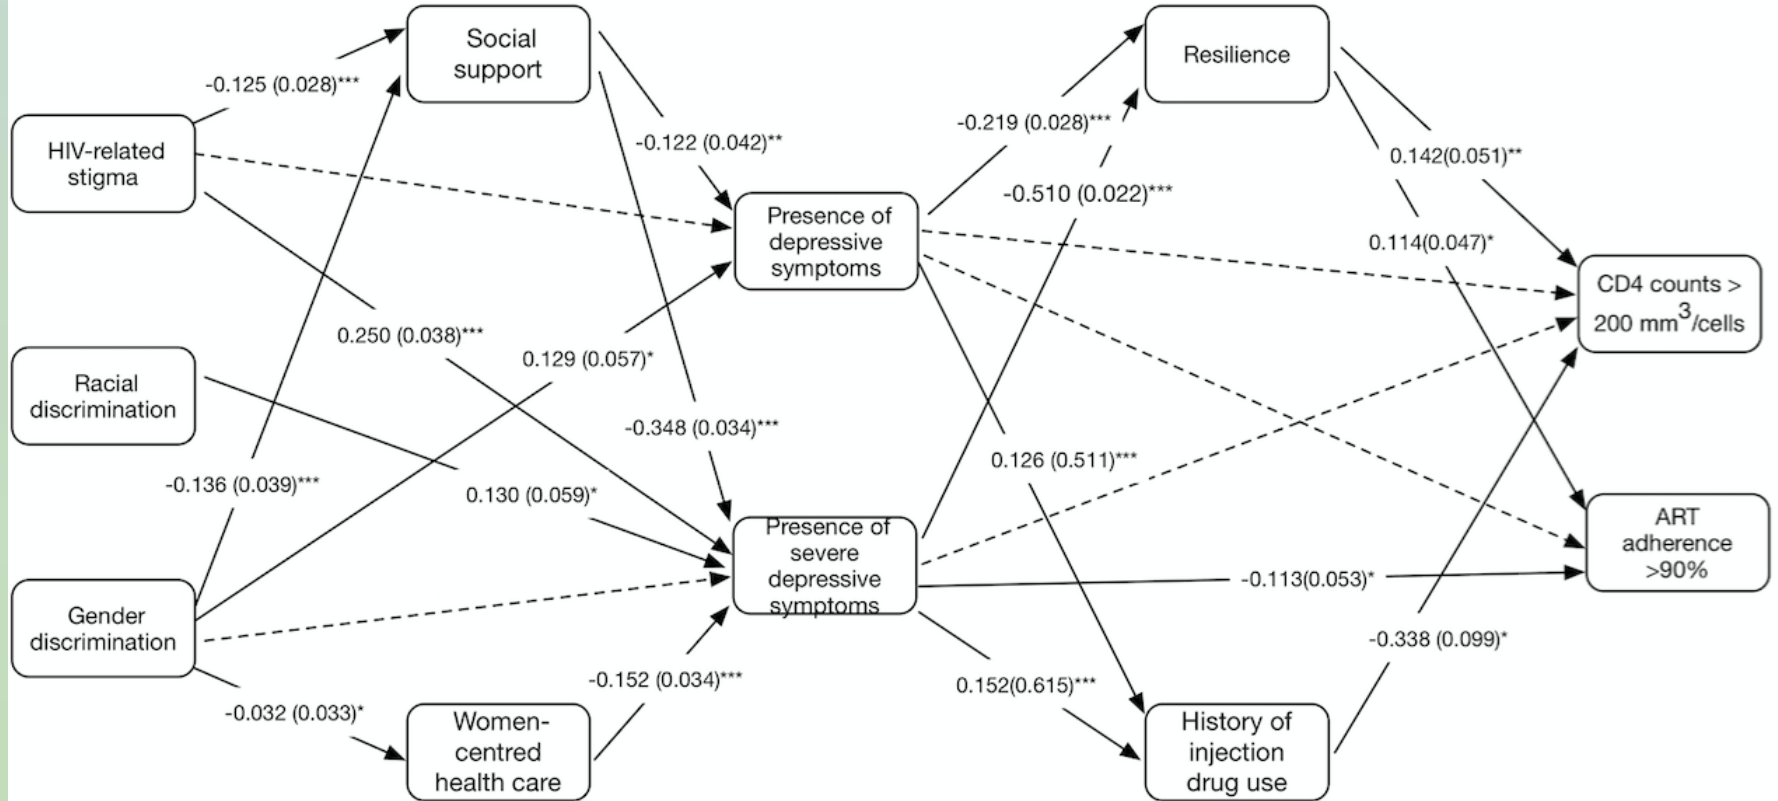 Social
support
Resilience
-0.125 (0.028)***
-0.122 (0.042)**
-0.219 (0.028)***
0.142(0.051)**
HIV-related
stigma
-0.510 (0.022)***
Presence of
depressive
symptoms
0.114(0.047)*
CD4 counts >
200 mm3/cells
0.250 (0.038)***
0.129 (0.057)*
Racial
discrimination
-0.348 (0.034)***
0.126 (0.511)***
-0.136 (0.039)***
0.130 (0.059)*
Presence of
severe
depressive
symptoms
ART
adherence
>90%
-0.113(0.053)*
Gender
discrimination
-0.338 (0.099)*
-0.152 (0.034)***
0.152(0.615)***
-0.032 (0.033)*
Women-
centred
health care
History of
injection
drug use